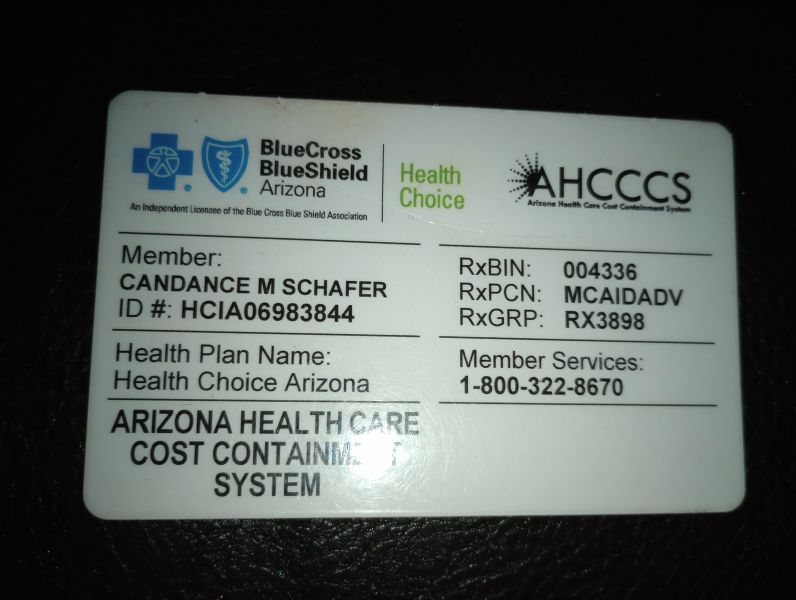 BlueCross
BlueShield
Arizona
An Independent Licensee of the Blue Cross Blue Shield Association
Health
Choice
AHCCCS
Arizona Health Care Cost Containment System
Member:
CANDANCE M SCHAFER
ID #: HCIA06983844
RxBIN: 004336
RxPCN: MCAIDADV
RxGRP: RX3898
Health Plan Name:
Health Choice Arizona
Member Services:
1-800-322-8670
ARIZONA HEALTH CARE
COST CONTAINMENT
SYSTEM